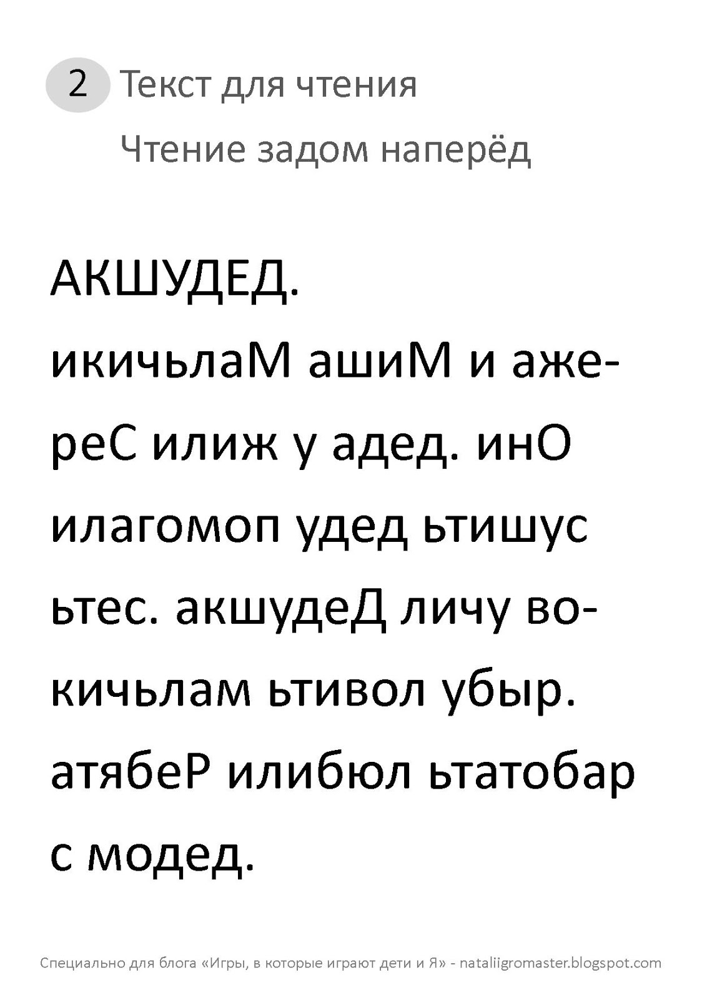 2 Текст для чтения
Чтение задом наперёд
АКШУДЕД.
икичьлаМ ашиМ и аже-
реС илиж у адед. инО
илагомоп удед ьтишус
ьтес. акшудеД личу во-
кичьлам ьтивол убыр.
атябеР илибюл ьтатобар
с модед.
Специально для блога «Игры, в которые играют дети и Я» - nataliigromaster.blogspot.com